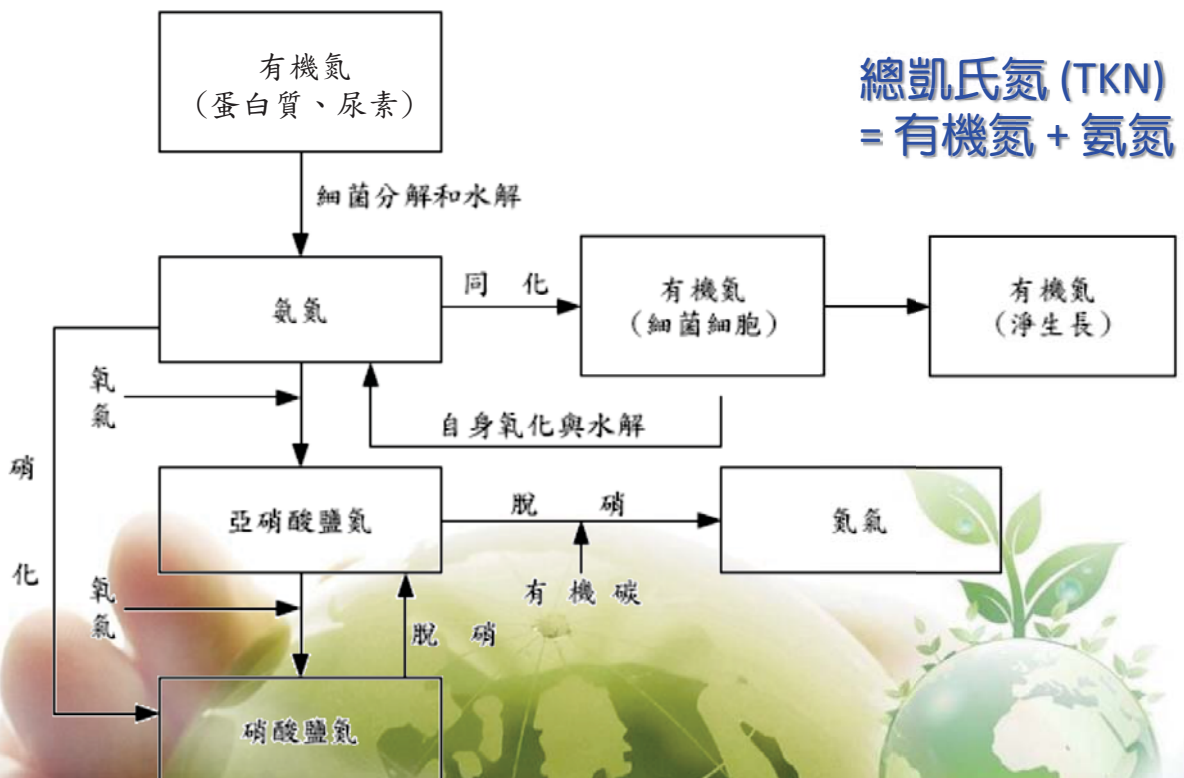 有機氮
(蛋白質、尿素)
總凱氏氮 (TKN)
= 有機氮 + 氨氮
細菌分解和水解
氨氮
同 化
有機氮
(細菌細胞)
有機氮
(淨生長)
氧
氣
自身氧化與水解
硝
化
亞硝酸鹽氮
脫 硝
有機碳
氮氣
氧
氣
脫 硝
硝酸鹽氮